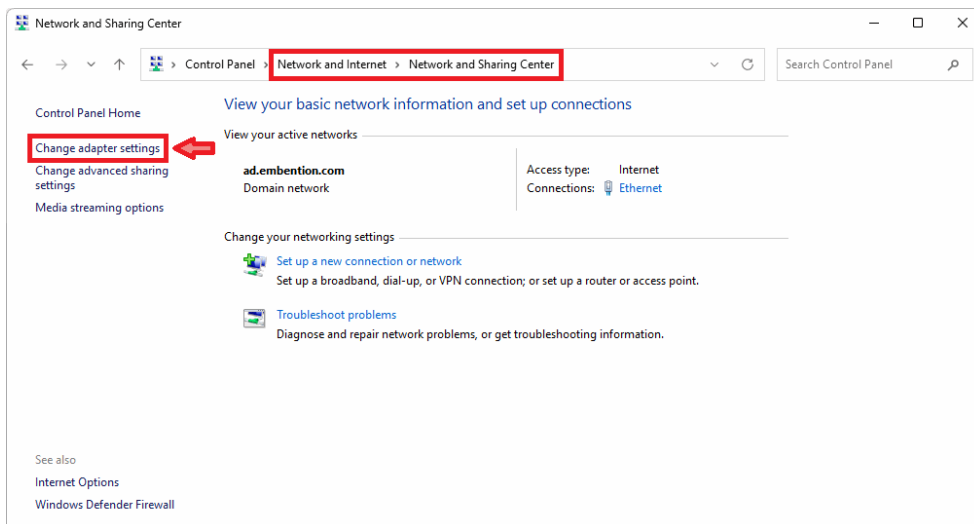 Network and Sharing Center
Control Panel > Network and Internet > Network and Sharing Center
Search Control Panel
Control Panel Home
Change adapter settings
Change advanced sharing
settings
Media streaming options
View your basic network information and set up connections
View your active networks
ad.embention.com
Domain network
Access type: Internet
Connections: Ethernet
Change your networking settings
Set up a new connection or network
Set up a broadband, dial-up, or VPN connection; or set up a router or access point.
Troubleshoot problems
Diagnose and repair network problems, or get troubleshooting information.
See also
Internet Options
Windows Defender Firewall